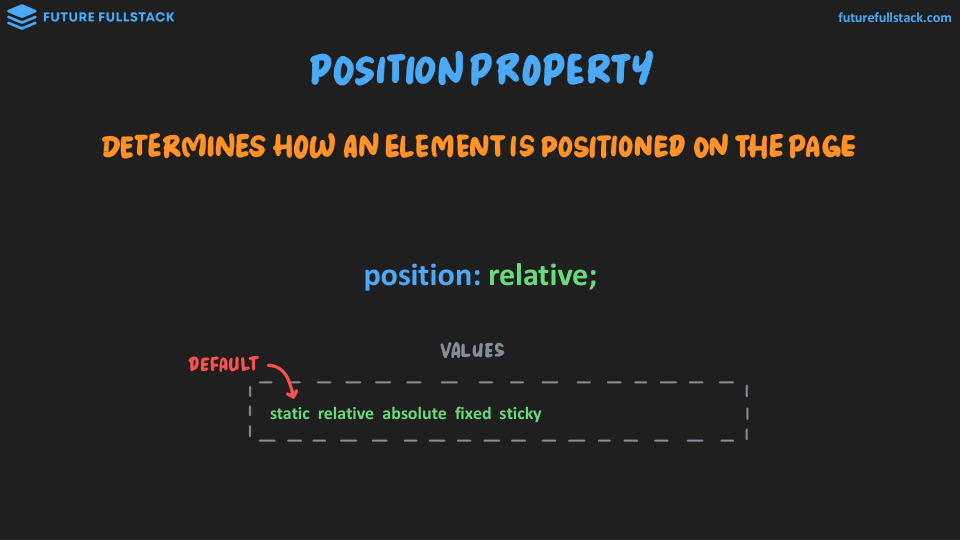 FUTURE FULLSTACK
futurefullstack.com
POSITION PROPERTY
DETERMINES HOW AN ELEMENT IS POSITIONED ON THE PAGE
position: relative;
VALUES
DEFAULT
static relative absolute fixed sticky